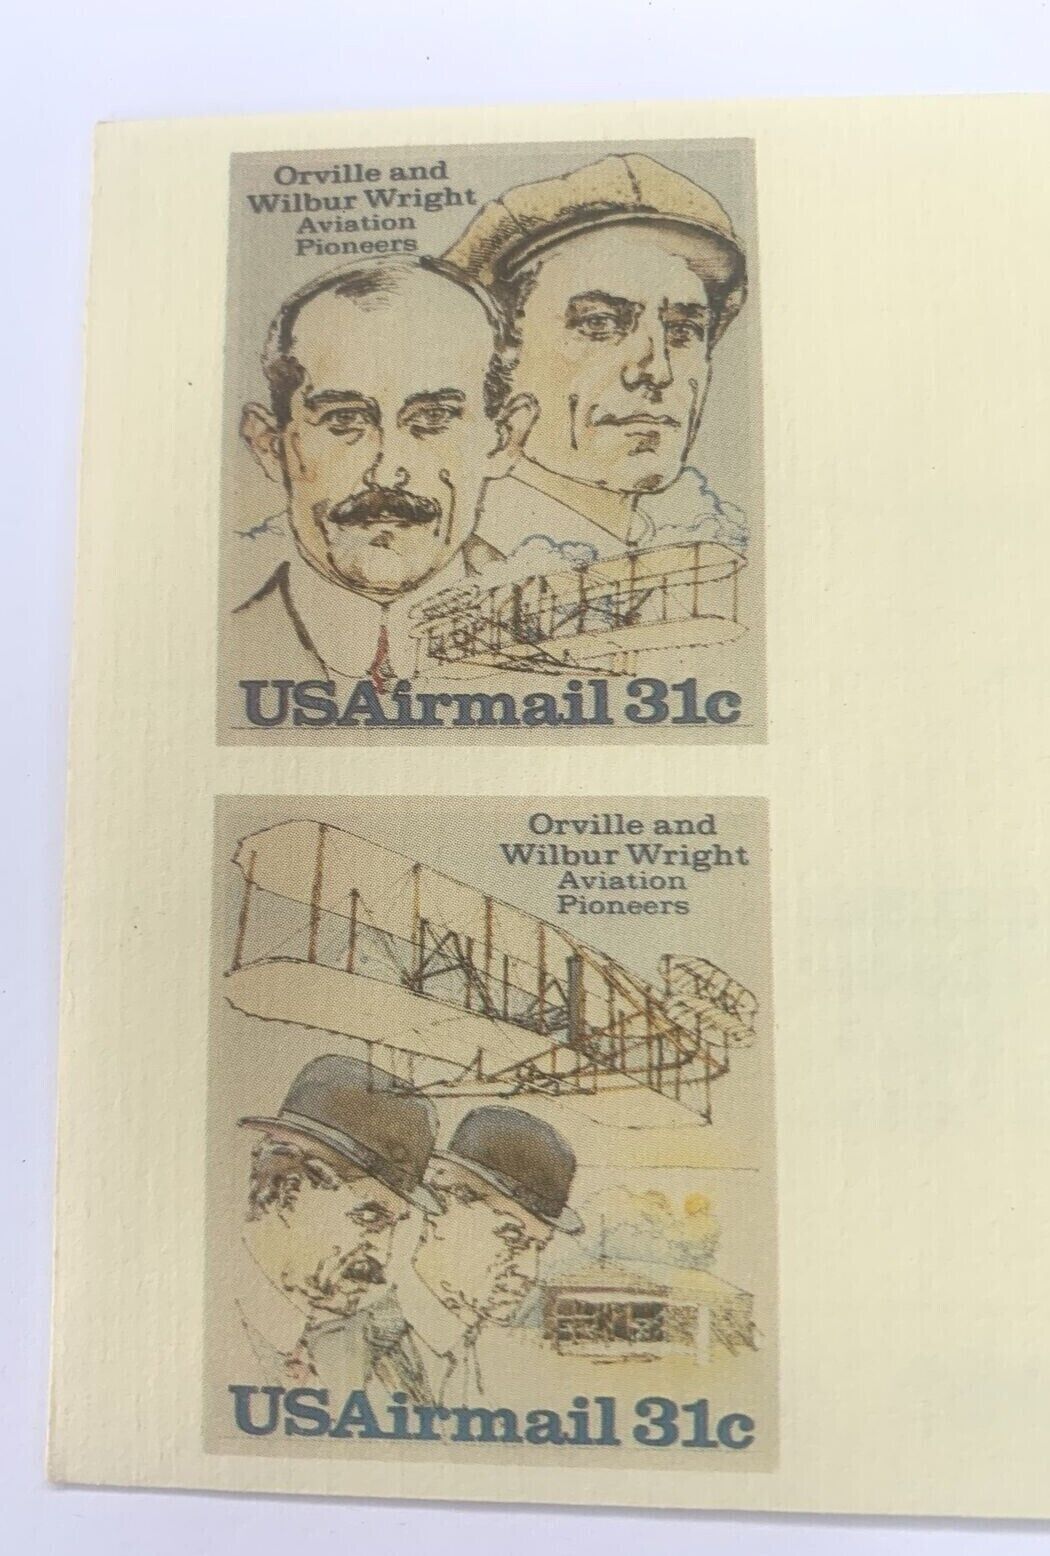 Orville and
Wilbur Wright
Aviation
Pioneers
USAirmail 31c
Orville and
Wilbur Wright
Aviation
Pioneers
USAirmail 31c